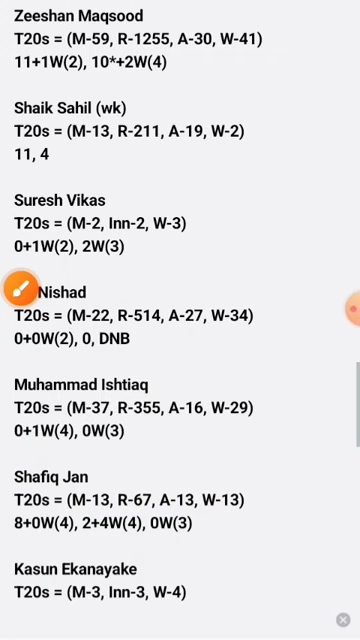 Zeeshan Maqsood
T20s = (M-59, R-1255, A-30, W-41)
11+1W(2), 10*+2W(4)
Shaik Sahil (wk)
T20s = (M-13, R-211, A-19, W-2)
11, 4
Suresh Vikas
T20s = (M-2, Inn-2, W-3)
0+1W(2), 2W(3)
Nishad
T20s = (M-22, R-514, A-27, W-34)
0+0W(2), 0, DNB
Muhammad Ishtiaq
T20s = (M-37, R-355, A-16, W-29)
0+1W(4), 0W(3)
Shafiq Jan
T20s = (M-13, R-67, A-13, W-13)
8+0W(4), 2+4W(4), 0W(3)
Kasun Ekanayake
T20s = (M-3, Inn-3, W-4)